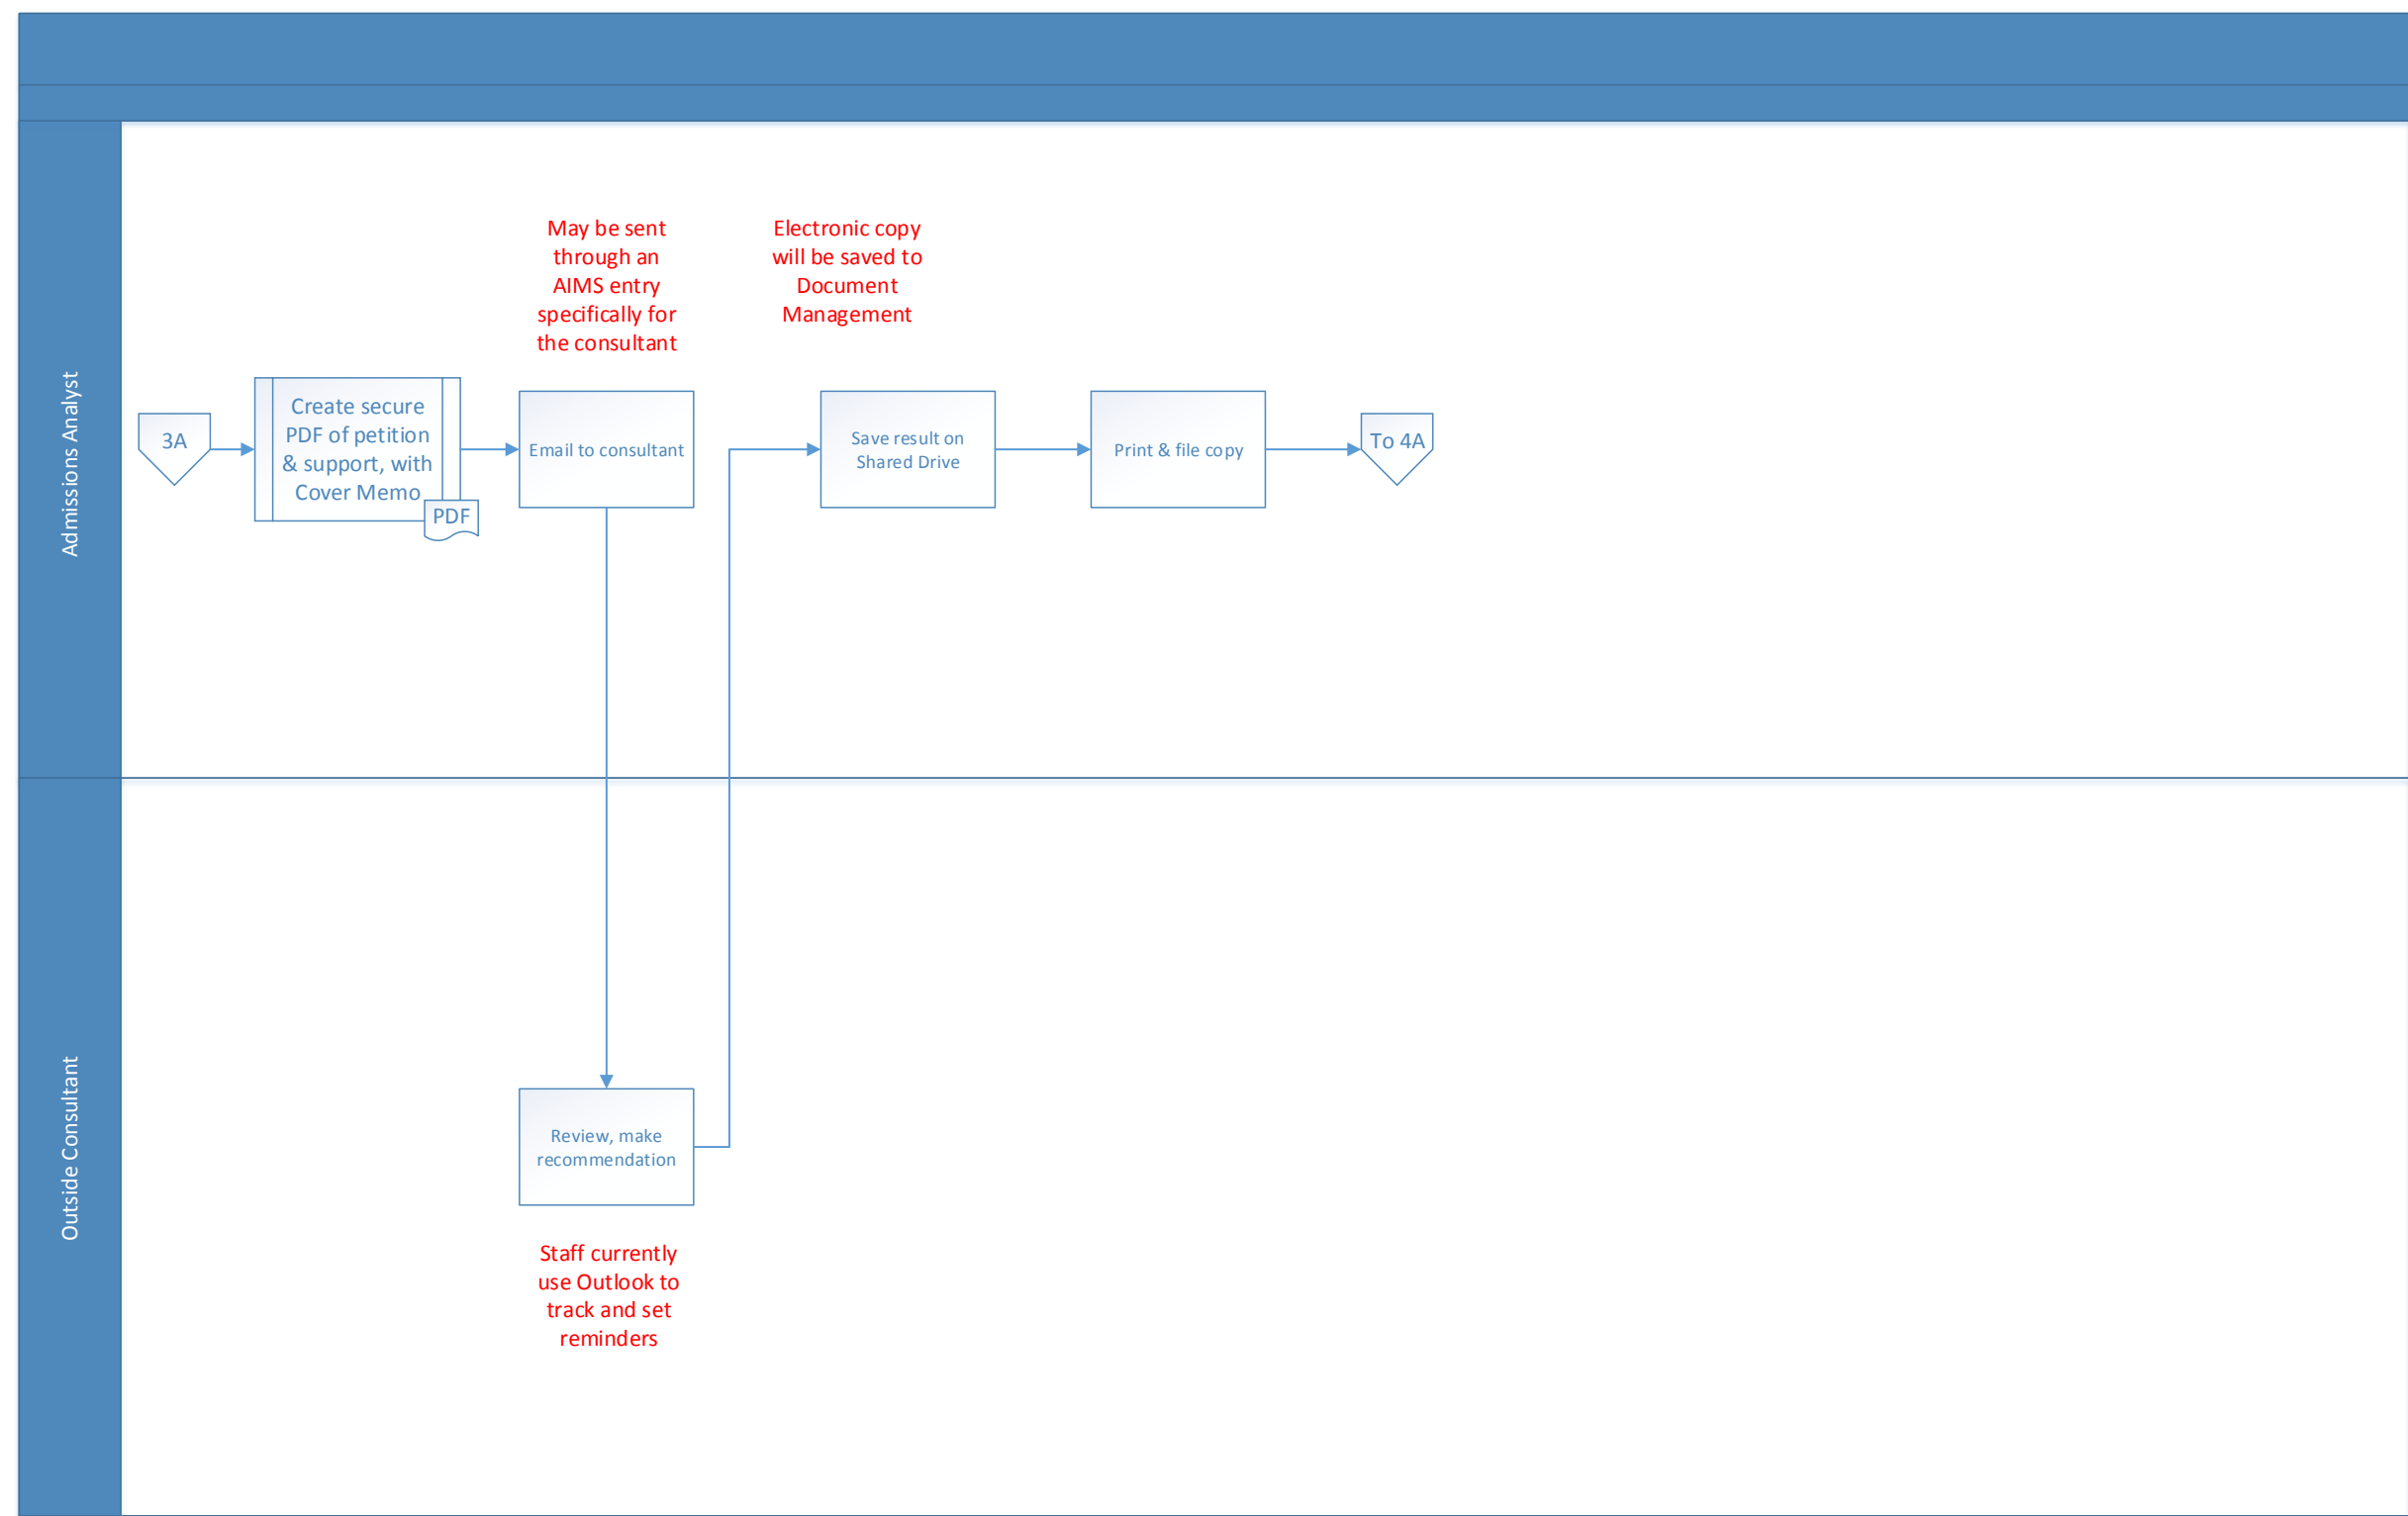 Admissions Analyst
May be sent
through an
AIMS entry
specifically for
the consultant
Electronic copy
will be saved to
Document
Management
3A
Create secure
PDF of petition
& support, with
Cover Memo
PDF
Email to consultant
Save result on
Shared Drive
Print & file copy
To 4A
Outside Consultant
Review, make
recommendation
Staff currently
use Outlook to
track and set
reminders